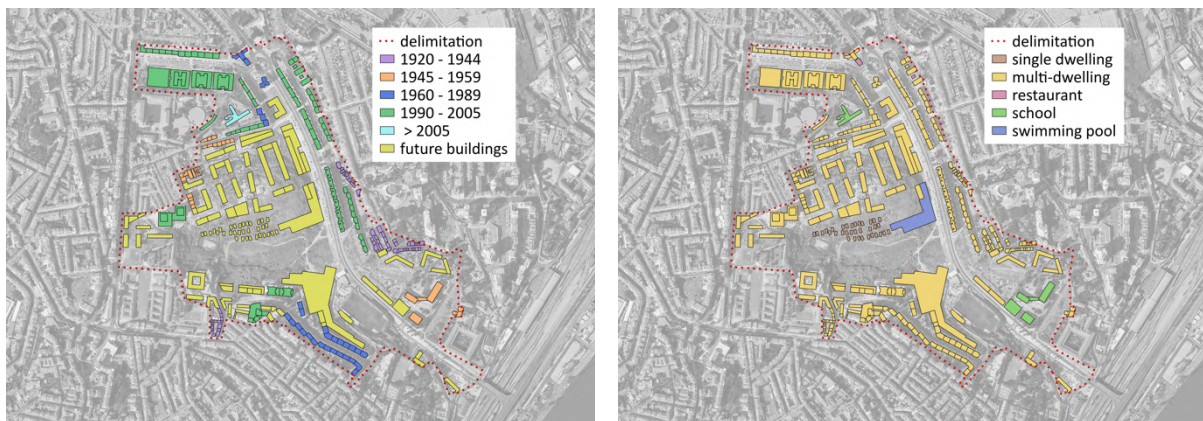 delimitation
1920 - 1944
1945 - 1959
1960 - 1989
1990 - 2005
> 2005
future buildings
delimitation
single dwelling
multi-dwelling
restaurant
school
swimming pool